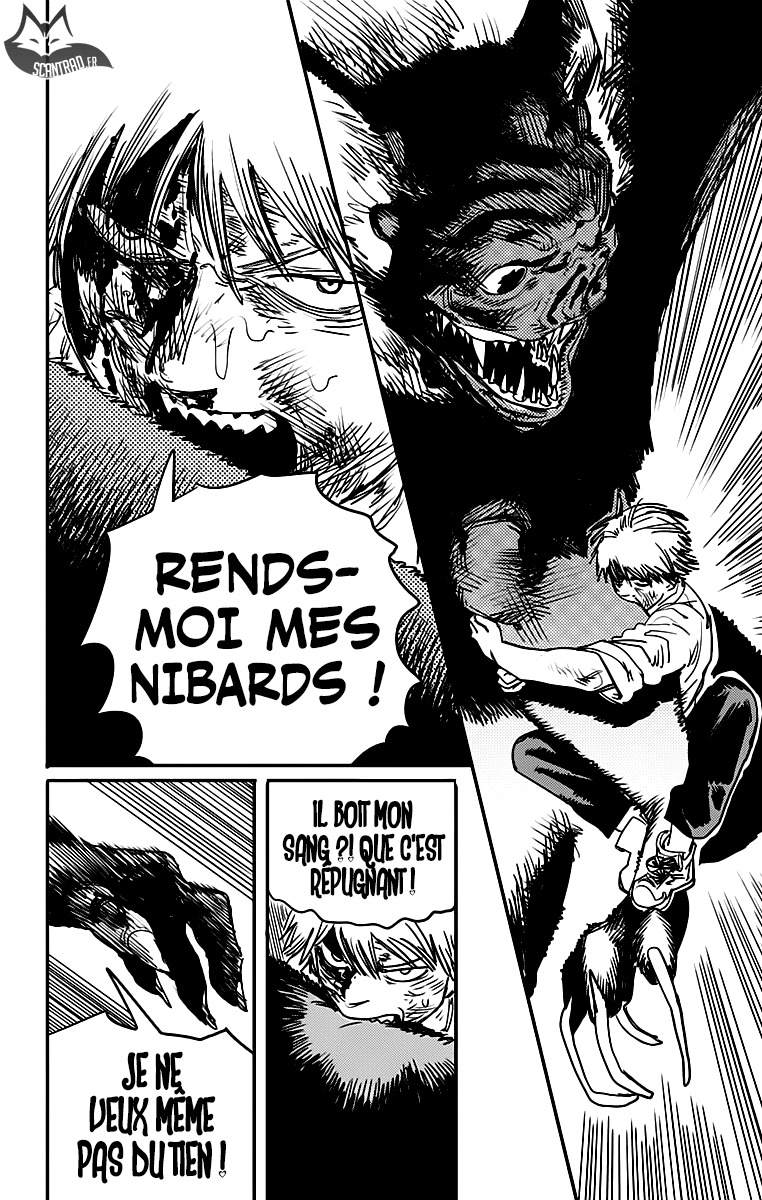 SCANTRAD.FR
RENDS-
MOI MES
NIBARDS !
IL BOIT MON
SANG ?! QUE C'EST
RÉPUGNANT !
JE NE
VEUX MÊME
PAS DU TIEN !